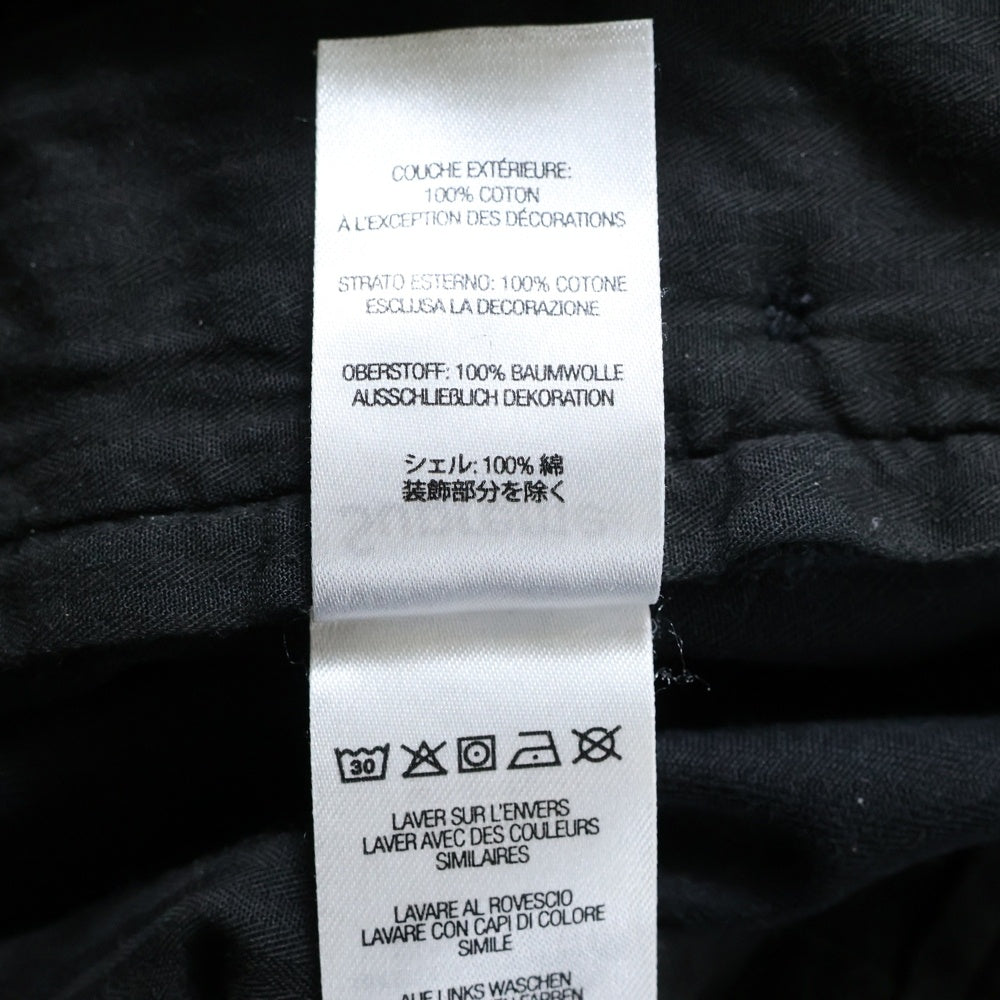 COUCHE EXTÉRIEURE:
100% COTON
À L'EXCEPTION DES DÉCORATIONS
STRATO ESTERNO: 100% COTONE
ESCLUSA LA DECORAZIONE
OBERSTOFF: 100% BAUMWOLLE
AUSSCHLIEẞLICH DEKORATION
シェル: 100% 綿
装飾部分を除く
30
LAVER SUR L'ENVERS
LAVER AVEC DES COULEURS
SIMILAIRES
LAVARE AL ROVESCIO
LAVARE CON CAPI DI COLORE
SIMILE
AUF LINKS WASCHEN
FARBEN